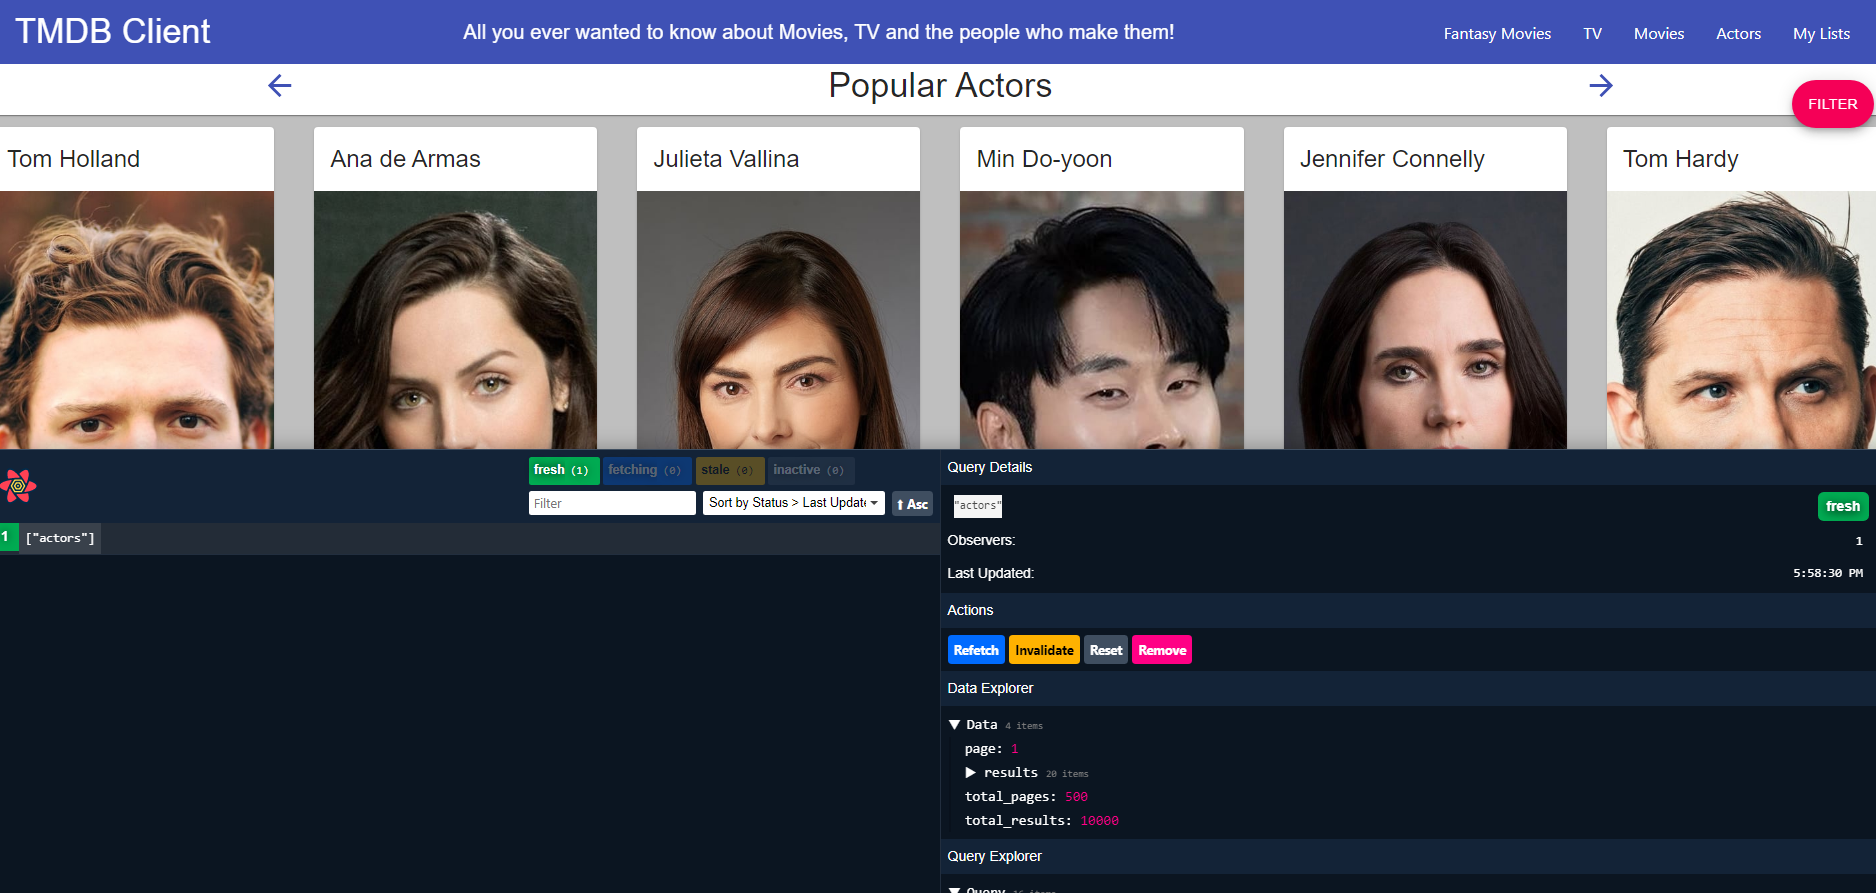 TMDB Client
All you ever wanted to know about Movies, TV and the people who make them!
Fantasy Movies
TV
Movies
Actors
My Lists
Popular Actors
FILTER
Tom Holland
Ana de Armas
Julieta Vallina
Min Do-yoon
Jennifer Connelly
Tom Hardy
fresh (1)
fetching (0)
stale (0)
inactive (0)
Filter
Sort by Status > Last Update
⬆ Asc
1
["actors"]
Query Details
"actors"
fresh
Observers:
1
Last Updated:
5:58:30 PM
Actions
Refetch
Invalidate
Reset
Remove
Data Explorer
▼ Data 4 items
page: 1
▶ results 20 items
total_pages: 500
total_results: 10000
Query Explorer
▼ Query 16 items